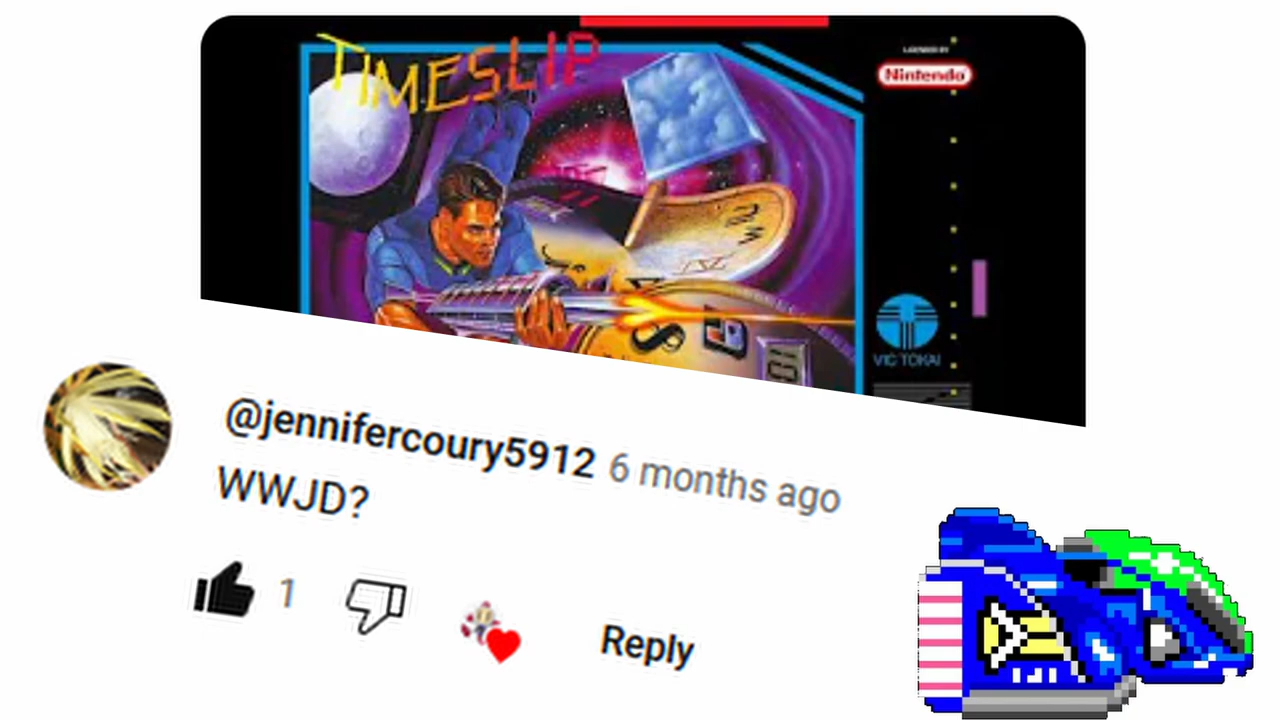 TIMESLIP
LICENSED BY
Nintendo
VIC TOKAI
@jennifercoury5912 6 months ago
WWJD?
1
Reply